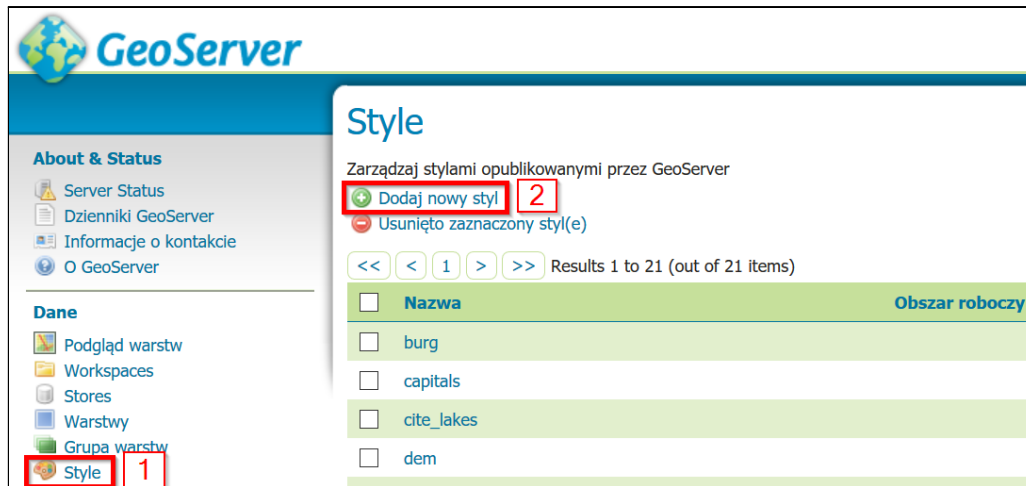 GeoServer
About & Status
Server Status
Dzienniki GeoServer
Informacje o kontakcie
O GeoServer
Dane
Podgląd warstw
Workspaces
Stores
Warstwy
Grupa warstw
Style 1
Style
Zarządzaj stylami opublikowanymi przez GeoServer
Dodaj nowy styl 2
Usunięto zaznaczony styl(e)
<< < 1 > >> Results 1 to 21 (out of 21 items)
Nazwa Obszar roboczy
burg
capitals
cite_lakes
dem